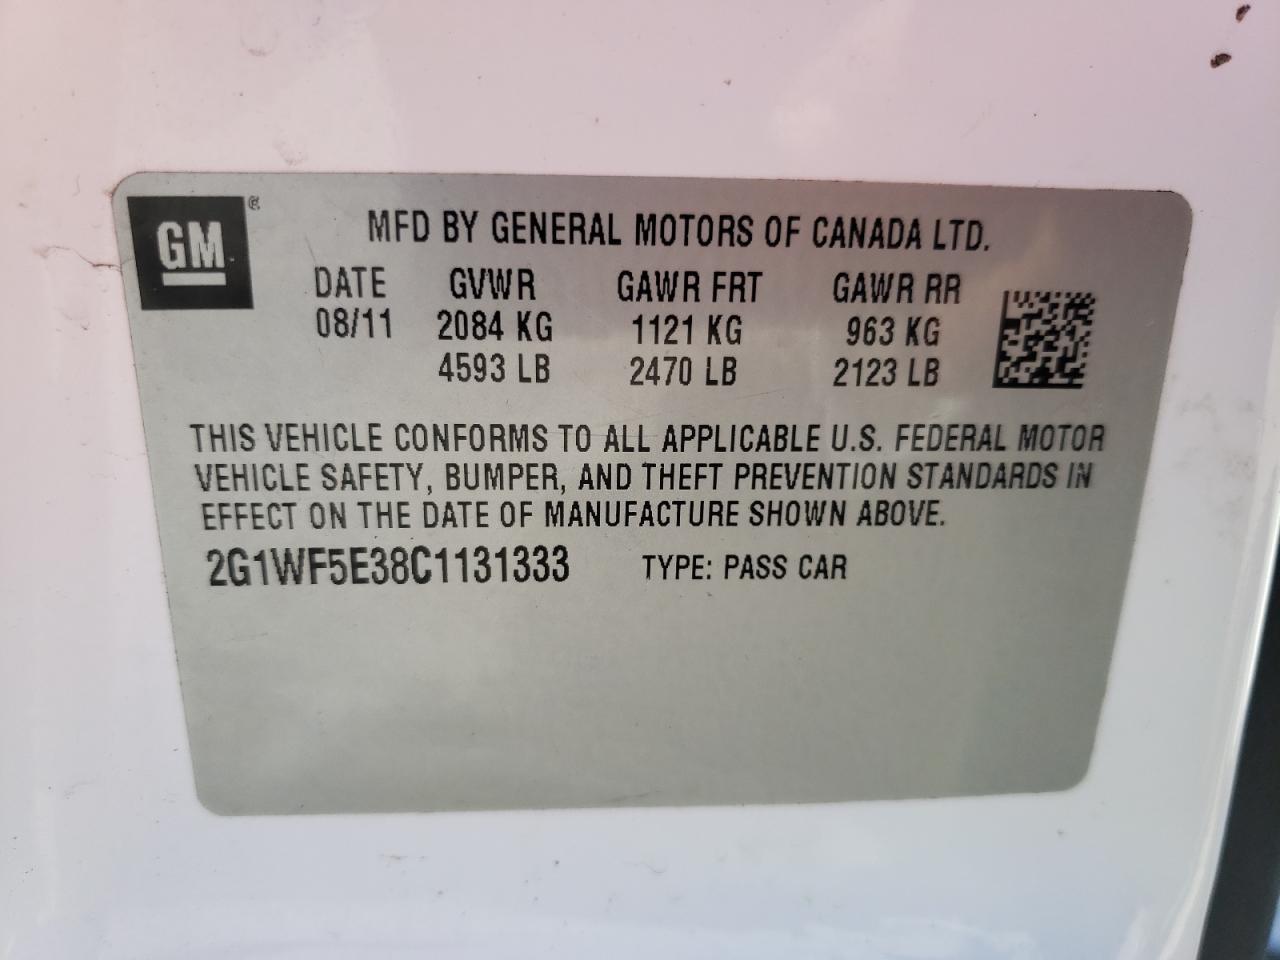 GM ®
MFD BY GENERAL MOTORS OF CANADA LTD.
DATE GVWR GAWR FRT GAWR RR
08/11 2084 KG 1121 KG 963 KG
4593 LB 2470 LB 2123 LB
THIS VEHICLE CONFORMS TO ALL APPLICABLE U.S. FEDERAL MOTOR
VEHICLE SAFETY, BUMPER, AND THEFT PREVENTION STANDARDS IN
EFFECT ON THE DATE OF MANUFACTURE SHOWN ABOVE.
2G1WF5E38C1131333 TYPE: PASS CAR